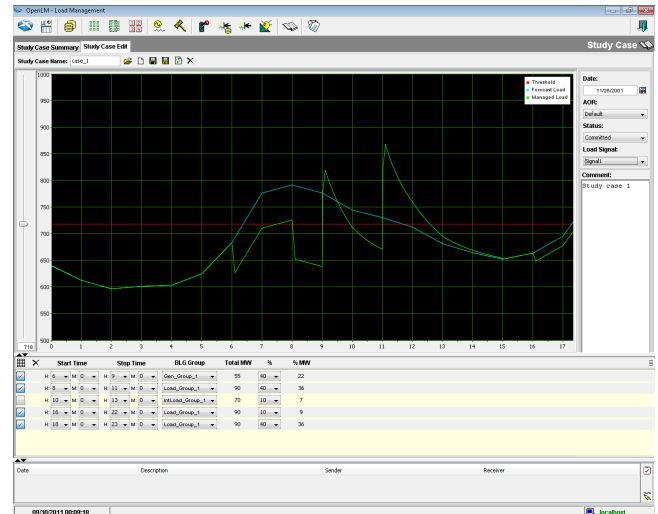 OpenLM - Load Management
Study Case Summary Study Case Edit Study Case
Study Case Name: case_1
1000
950
900
850
800
750
700
650
600
550
500
Threshold
Forecast Load
Managed Load
718 0 1 2 3 4 5 6 7 8 9 10 11 12 13 14 15 16 17
Date:
11/26/2001
AOR:
Default
Status:
Committed
Load Signal:
Signal1
Comment:
Study case 1
Start Time Stop Time BLG Group Total MW % % MW
H 6 M 0 H 9 M 0 Gen_Group_1 55 40 22
H 8 M 0 H 11 M 0 Load_Group_1 90 40 36
H 10 M 0 H 13 M 0 IntLoad_Group_1 70 10 7
H 16 M 0 H 22 M 0 Load_Group_1 90 10 9
H 18 M 0 H 23 M 0 Load_Group_1 90 40 36
Date Description Sender Receiver
09/30/2011 00:09:18 localhost